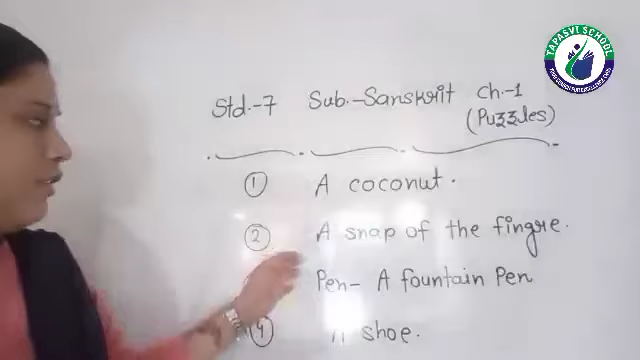 TAPASVI SCHOOL
Std.-7 Sub.-Sanskrit Ch.-1
(Puzzles)
1 A coconut.
2 A snap of the fingre.
Pen- A fountain Pen
4 A shoe.